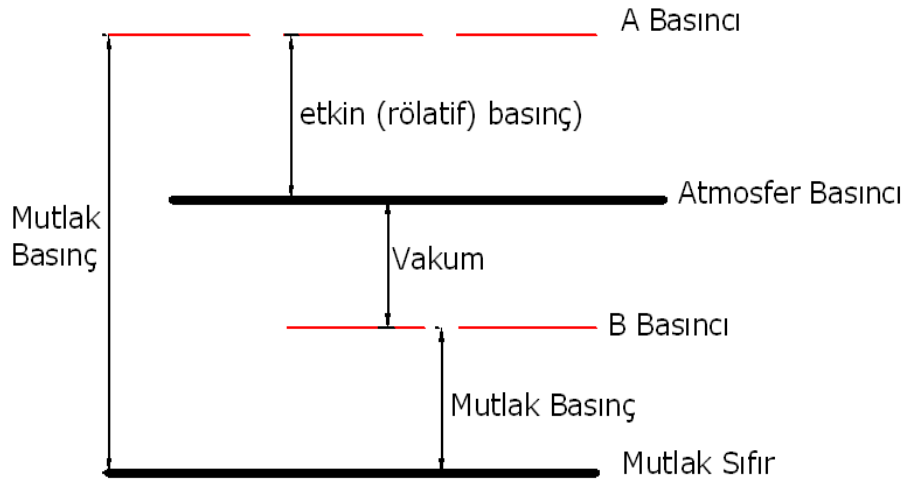 A Basıncı
etkin (rölatif) basınç)
Atmosfer Basıncı
Mutlak
Basınç
Vakum
B Basıncı
Mutlak Basınç
Mutlak Sıfır